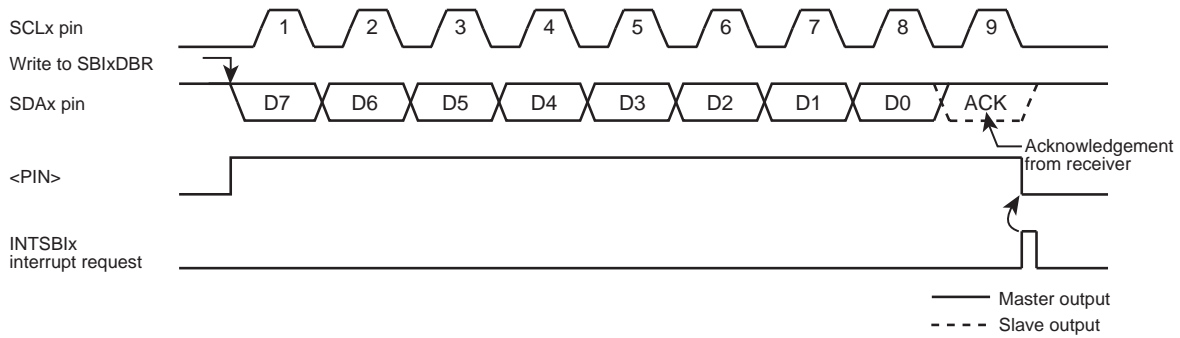 SCLx pin
1 2 3 4 5 6 7 8 9
Write to SBIxDBR
SDAx pin
D7 D6 D5 D4 D3 D2 D1 D0 ACK
Acknowledgement
from receiver
<PIN>
INTSBIx
interrupt request
Master output
Slave output